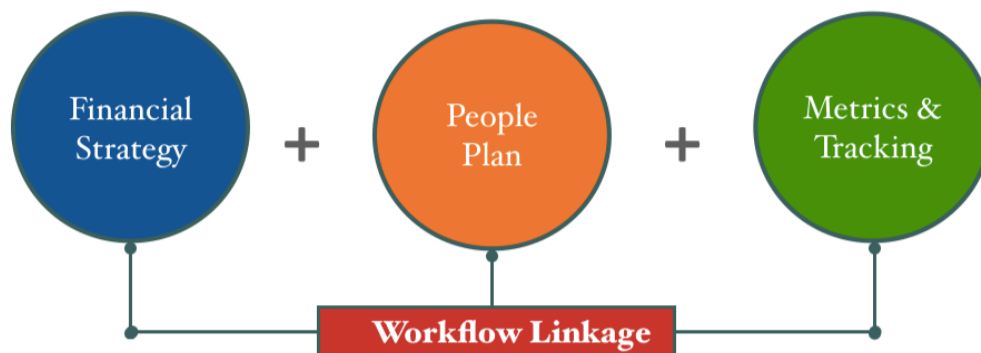 Financial
Strategy
+
People
Plan
+
Metrics &
Tracking
Workflow Linkage